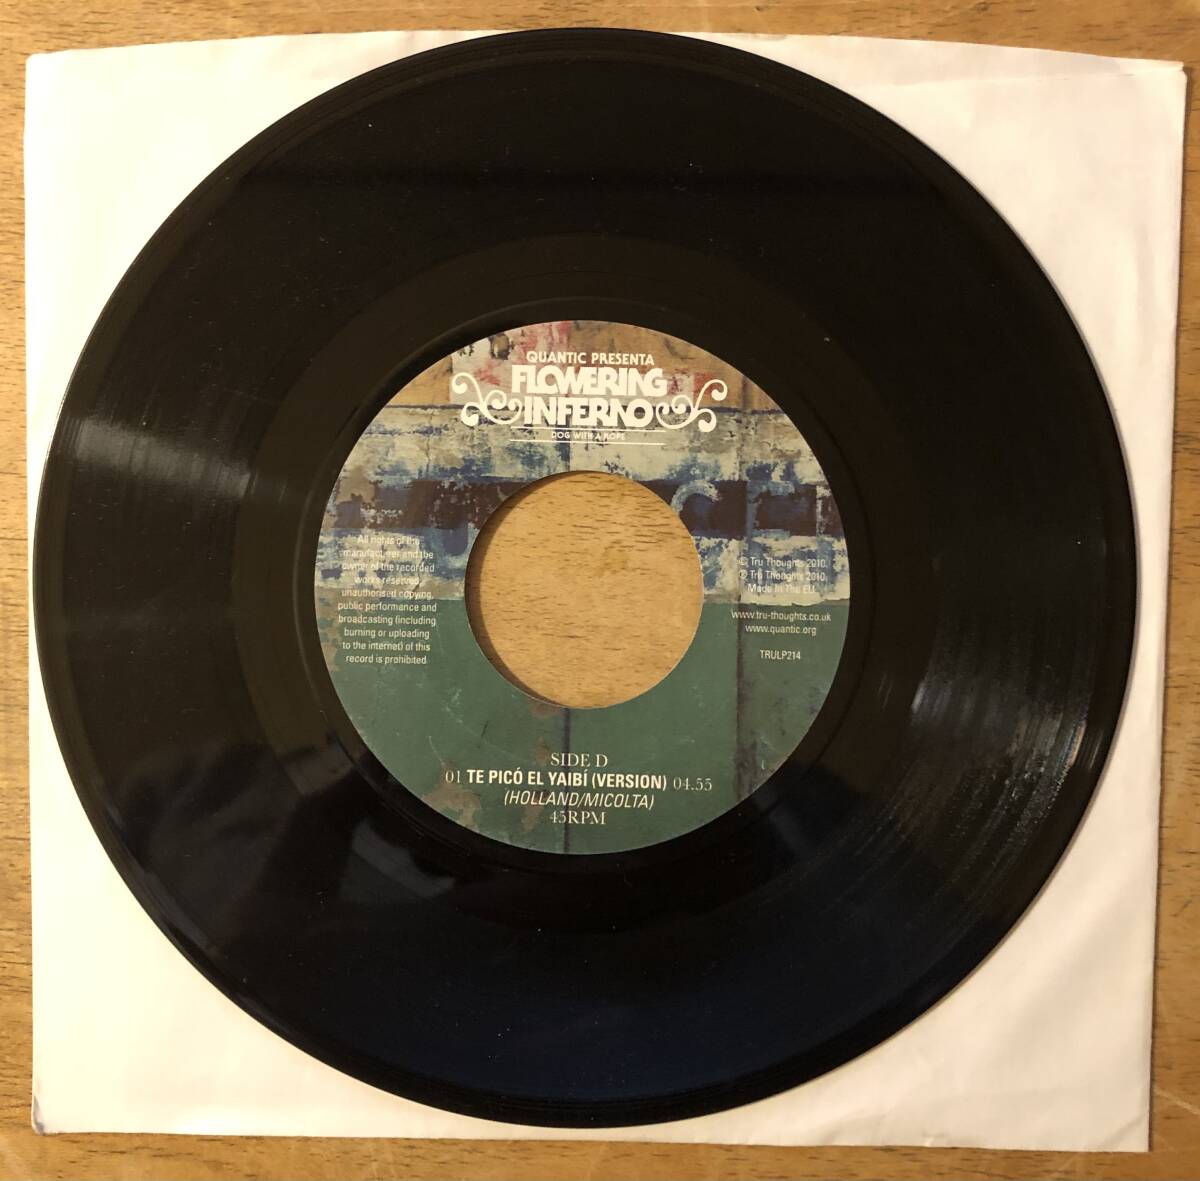 QUANTIC PRESENTA
FLOWERING
INFERNO
DOG WITH A ROPE
All rights of the
manufacturer and the
owner of the recorded
works reserved,
unauthorised copying,
public performance and
broadcasting (including
burning or uploading
to the internet) of this
record is prohibited
© Tru Thoughts 2010.
℗ Tru Thoughts 2010.
Made In The EU.
www.tru-thoughts.co.uk
www.quantic.org
TRULP214
SIDE D
01 TE PICÓ EL YAIBÍ (VERSION) 04.55
(HOLLAND/MICOLTA)
45RPM